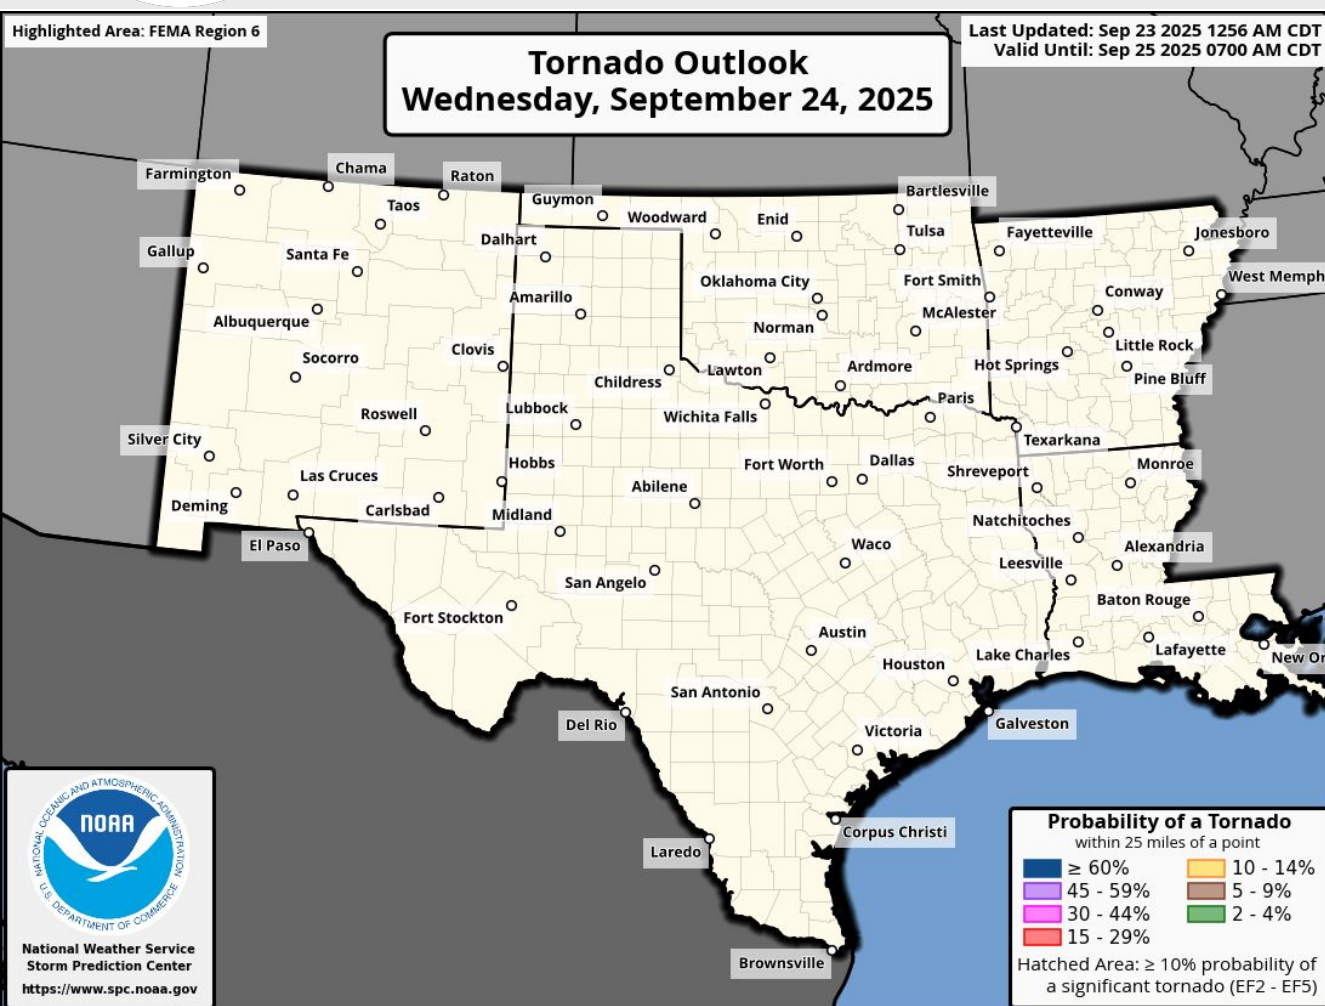 Highlighted Area: FEMA Region 6
Last Updated: Sep 23 2025 1256 AM CDT
Valid Until: Sep 25 2025 0700 AM CDT
Tornado Outlook
Wednesday, September 24, 2025
Farmington
Chama
Raton
Taos
Guymon
Woodward
Enid
Bartlesville
Tulsa
Fayetteville
Jonesboro
Gallup
Santa Fe
Dalhart
Oklahoma City
Fort Smith
West Memph
Conway
Amarillo
Albuquerque
Norman
McAlester
Little Rock
Socorro
Clovis
Childress
Lawton
Ardmore
Hot Springs
Pine Bluff
Roswell
Lubbock
Wichita Falls
Paris
Texarkana
Silver City
Las Cruces
Hobbs
Fort Worth
Dallas
Shreveport
Monroe
Deming
Carlsbad
Abilene
Midland
Natchitoches
El Paso
Waco
Alexandria
San Angelo
Leesville
Fort Stockton
Baton Rouge
Austin
Houston
Lake Charles
Lafayette
New Or
San Antonio
Del Rio
Victoria
Galveston
Laredo
Corpus Christi
Brownsville
NATIONAL OCEANIC AND ATMOSPHERIC ADMINISTRATION
NOAA
U.S. DEPARTMENT OF COMMERCE
National Weather Service
Storm Prediction Center
https://www.spc.noaa.gov
Probability of a Tornado
within 25 miles of a point
≥ 60%
45 - 59%
30 - 44%
15 - 29%
10 - 14%
5 - 9%
2 - 4%
Hatched Area: ≥ 10% probability of
a significant tornado (EF2 - EF5)